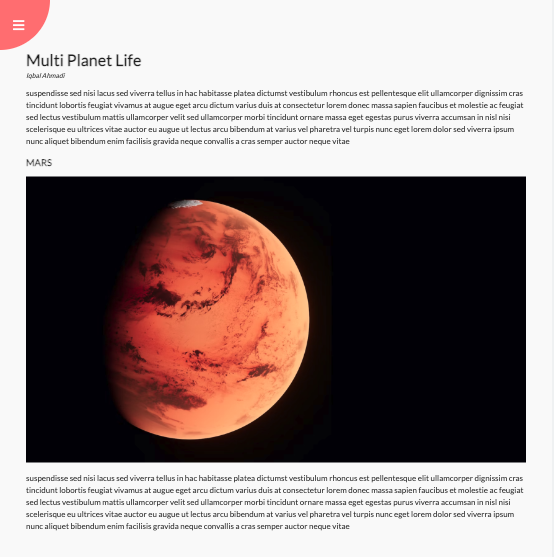 Multi Planet Life
Iqbal Ahmadi
suspendisse sed nisi lacus sed viverra tellus in hac habitasse platea dictumst vestibulum rhoncus est pellentesque elit ullamcorper dignissim cras
tincidunt lobortis feugiat vivamus at augue eget arcu dictum varius duis at consectetur lorem donec massa sapien faucibus et molestie ac feugiat
sed lectus vestibulum mattis ullamcorper velit sed ullamcorper morbi tincidunt ornare massa eget egestas purus viverra accumsan in nisl nisi
scelerisque eu ultrices vitae auctor eu augue ut lectus arcu bibendum at varius vel pharetra vel turpis nunc eget lorem dolor sed viverra ipsum
nunc aliquet bibendum enim facilisis gravida neque convallis a cras semper auctor neque vitae
MARS
suspendisse sed nisi lacus sed viverra tellus in hac habitasse platea dictumst vestibulum rhoncus est pellentesque elit ullamcorper dignissim cras
tincidunt lobortis feugiat vivamus at augue eget arcu dictum varius duis at consectetur lorem donec massa sapien faucibus et molestie ac feugiat
sed lectus vestibulum mattis ullamcorper velit sed ullamcorper morbi tincidunt ornare massa eget egestas purus viverra accumsan in nisl nisi
scelerisque eu ultrices vitae auctor eu augue ut lectus arcu bibendum at varius vel pharetra vel turpis nunc eget lorem dolor sed viverra ipsum
nunc aliquet bibendum enim facilisis gravida neque convallis a cras semper auctor neque vitae